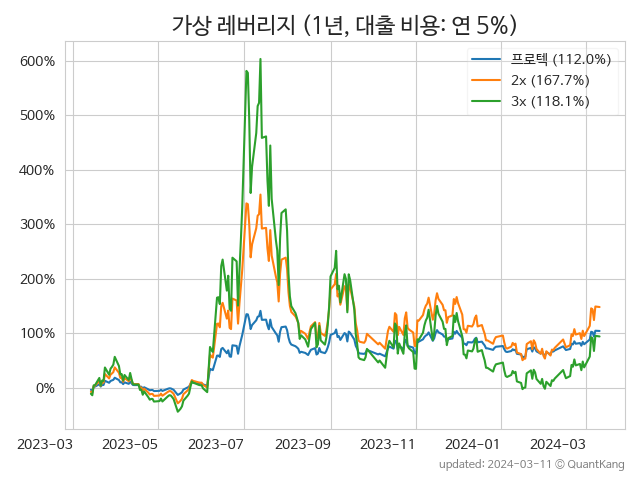 가상 레버리지 (1년, 대출 비용: 연 5%)
600%
500%
400%
300%
200%
100%
0%
프로텍 (112.0%)
2x (167.7%)
3x (118.1%)
2023-03 2023-05 2023-07 2023-09 2023-11 2024-01 2024-03
updated: 2024-03-11 © QuantKang